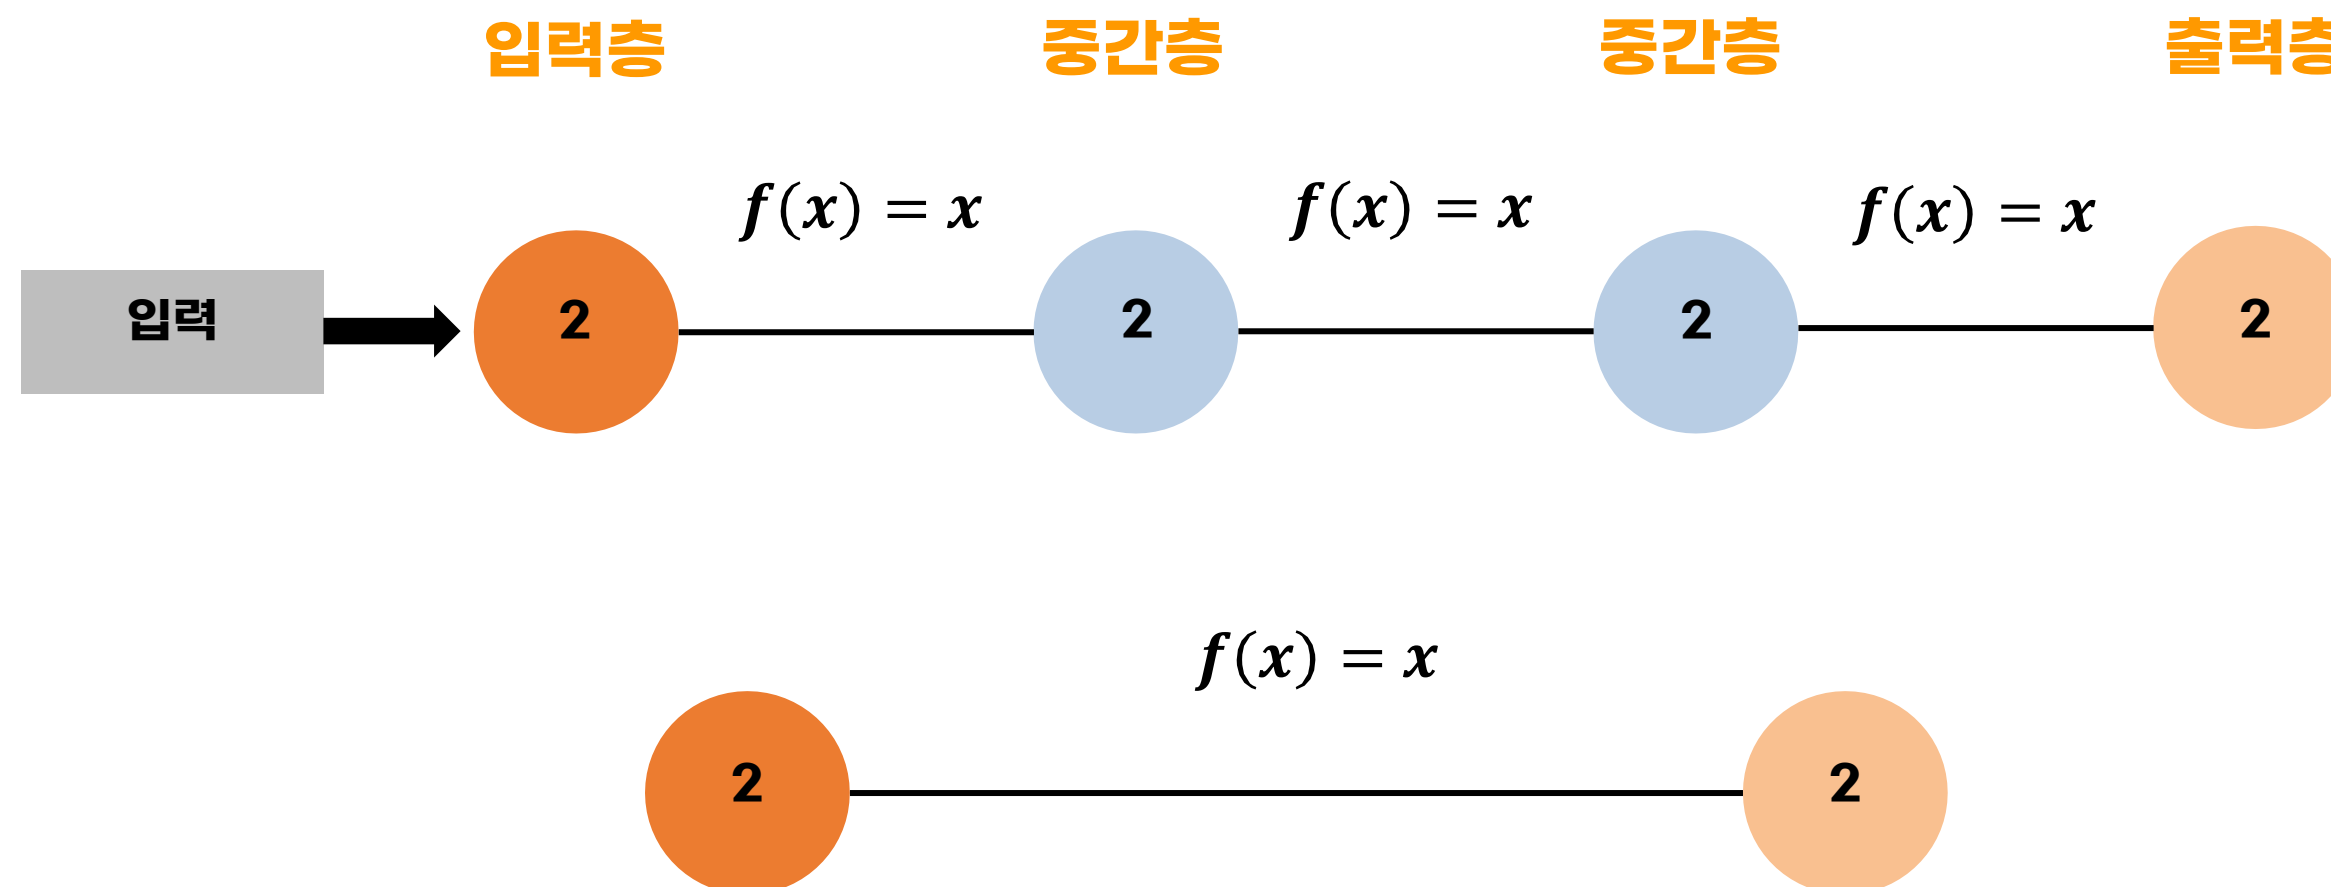 입력층 중간층 중간층 출력층
f(x) = x f(x) = x f(x) = x
입력 2 2 2 2
f(x) = x
2 2